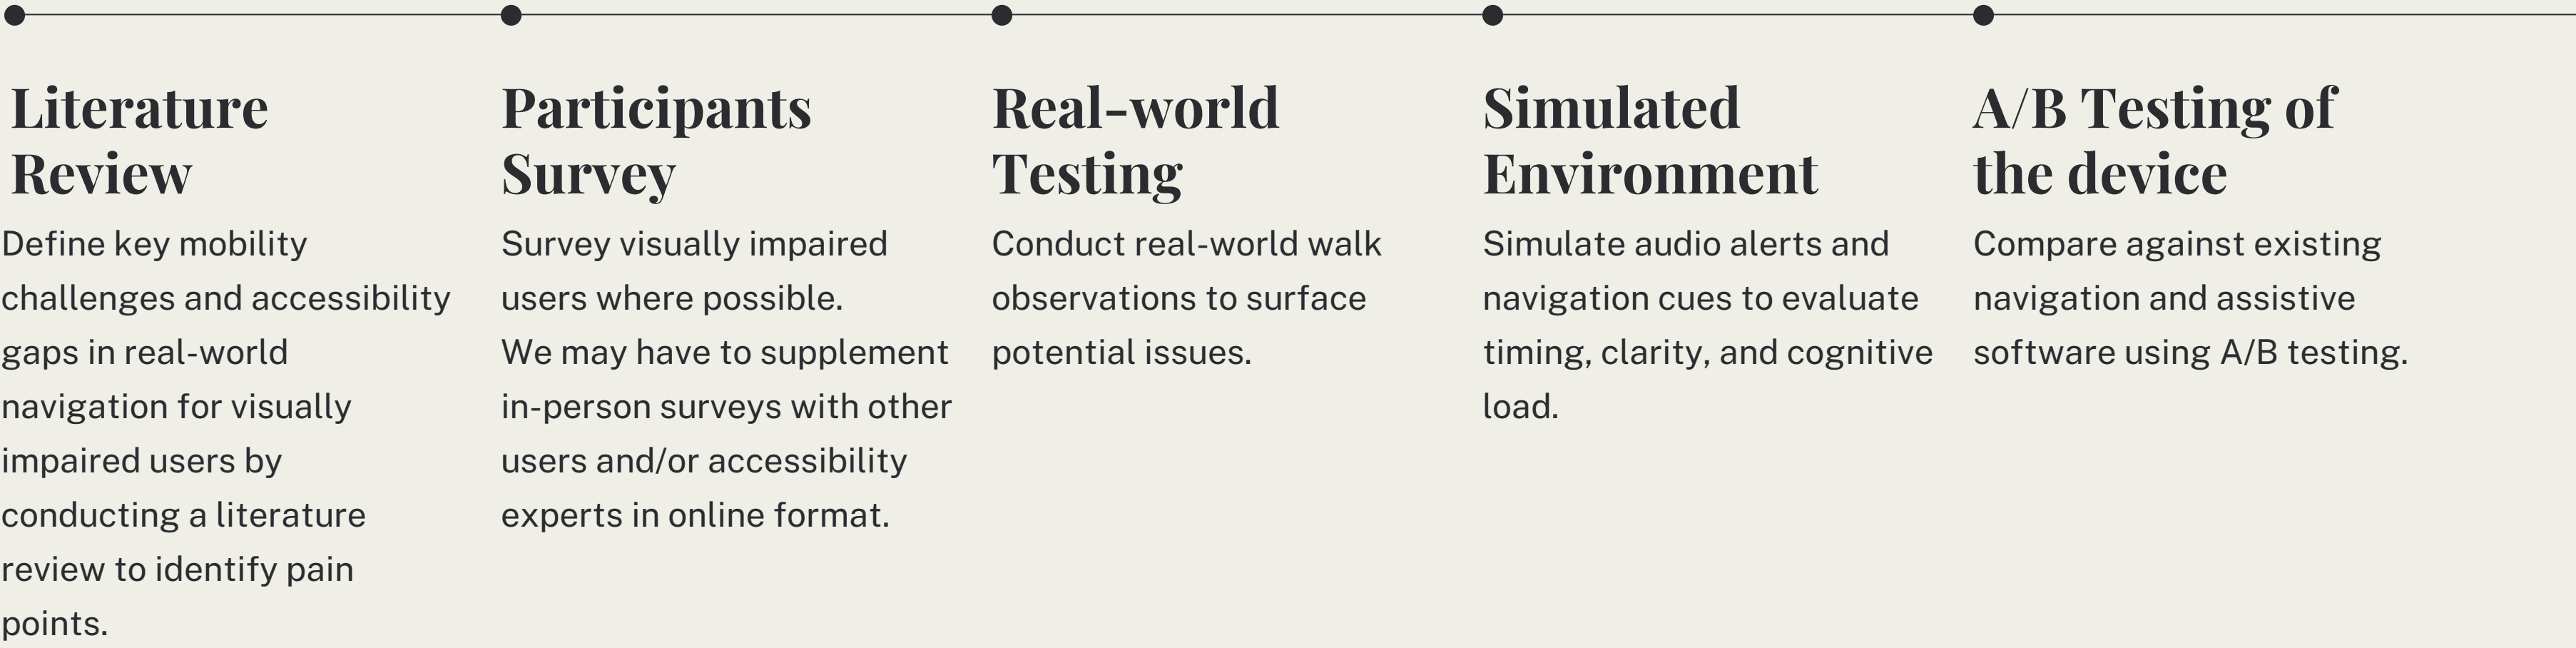 Literature
Review
Define key mobility
challenges and accessibility
gaps in real-world
navigation for visually
impaired users by
conducting a literature
review to identify pain
points.
Participants
Survey
Survey visually impaired
users where possible.
We may have to supplement
in-person surveys with other
users and/or accessibility
experts in online format.
Real-world
Testing
Conduct real-world walk
observations to surface
potential issues.
Simulated
Environment
Simulate audio alerts and
navigation cues to evaluate
timing, clarity, and cognitive
load.
A/B Testing of
the device
Compare against existing
navigation and assistive
software using A/B testing.